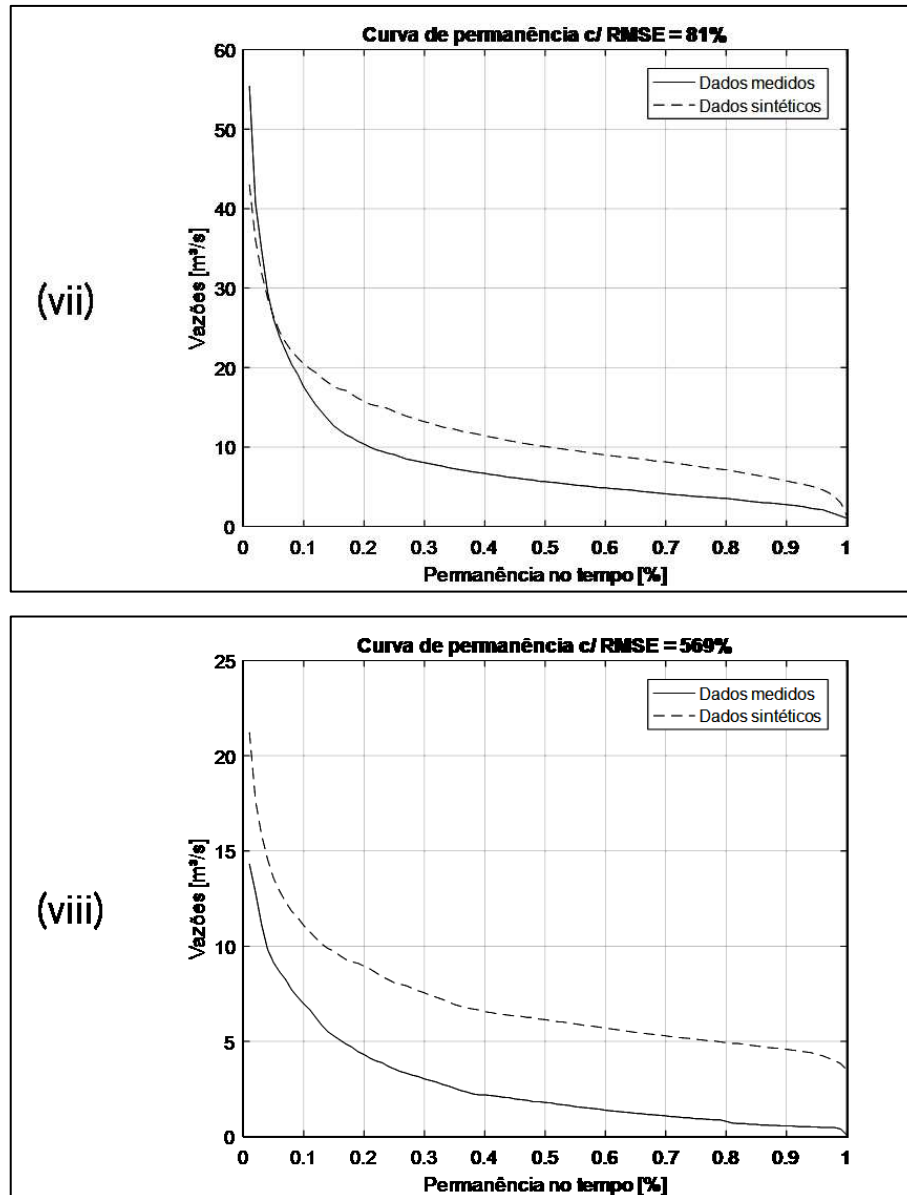 Curva de permanência c/ RMSE = 81%
60
50
40
30
20
10
0
Vazões [m³/s]
Dados medidos
Dados sintéticos
(vii)
0 0.1 0.2 0.3 0.4 0.5 0.6 0.7 0.8 0.9 1
Permanência no tempo [%]
Curva de permanência c/ RMSE = 569%
25
20
15
10
5
0
Vazões [m³/s]
Dados medidos
Dados sintéticos
(viii)
0 0.1 0.2 0.3 0.4 0.5 0.6 0.7 0.8 0.9 1
Permanência no tempo [%]